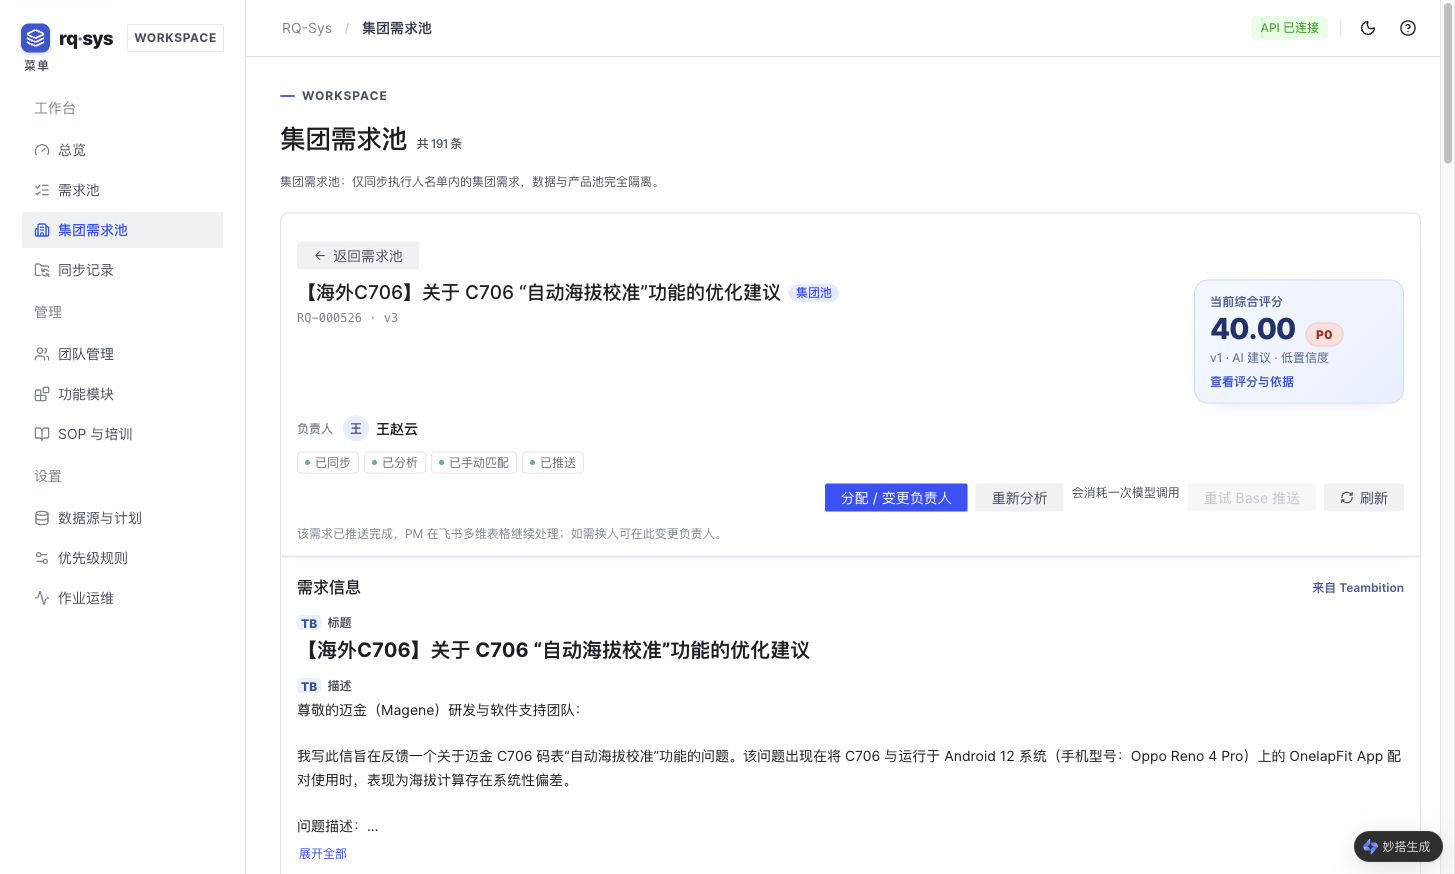 rq·sys WORKSPACE
菜单
工作台
总览
需求池
集团需求池
同步记录
管理
团队管理
功能模块
SOP 与培训
设置
数据源与计划
优先级规则
作业运维
RQ-Sys / 集团需求池
API 已连接
— WORKSPACE
集团需求池 共 191 条
集团需求池：仅同步执行人名单内的集团需求，数据与产品池完全隔离。
← 返回需求池
【海外C706】关于 C706 “自动海拔校准”功能的优化建议 集团池
RQ-000526 · v3
当前综合评分
40.00 P0
v1 · AI 建议 · 低置信度
查看评分与依据
负责人 王 王赵云
已同步 已分析 已手动匹配 已推送
分配 / 变更负责人 重新分析 会消耗一次模型调用 重试 Base 推送 刷新
该需求已推送完成，PM 在飞书多维表格继续处理；如需换人可在此变更负责人。
需求信息 来自 Teambition
TB 标题
【海外C706】关于 C706 “自动海拔校准”功能的优化建议
TB 描述
尊敬的迈金（Magene）研发与软件支持团队：
我写此信旨在反馈一个关于迈金 C706 码表“自动海拔校准”功能的问题。该问题出现在将 C706 与运行于 Android 12 系统（手机型号：Oppo Reno 4 Pro）上的 OnelapFit App 配
对使用时，表现为海拔计算存在系统性偏差。
问题描述：...
展开全部
妙搭生成